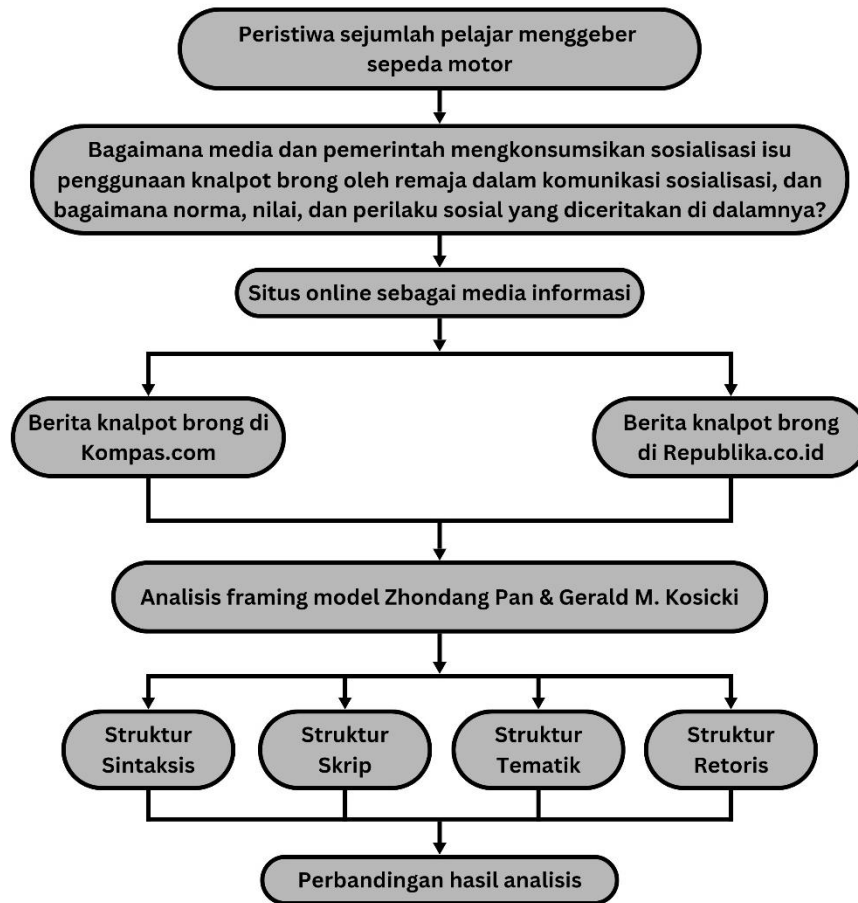 Peristiwa sejumlah pelajar menggeber
sepeda motor
Bagaimana media dan pemerintah mengkonsumsikan sosialisasi isu
penggunaan knalpot brong oleh remaja dalam komunikasi sosialisasi, dan
bagaimana norma, nilai, dan perilaku sosial yang diceritakan di dalamnya?
Situs online sebagai media informasi
Berita knalpot brong di
Kompas.com
Berita knalpot brong
di Republika.co.id
Analisis framing model Zhondang Pan & Gerald M. Kosicki
Struktur
Sintaksis
Struktur
Skrip
Struktur
Tematik
Struktur
Retoris
Perbandingan hasil analisis